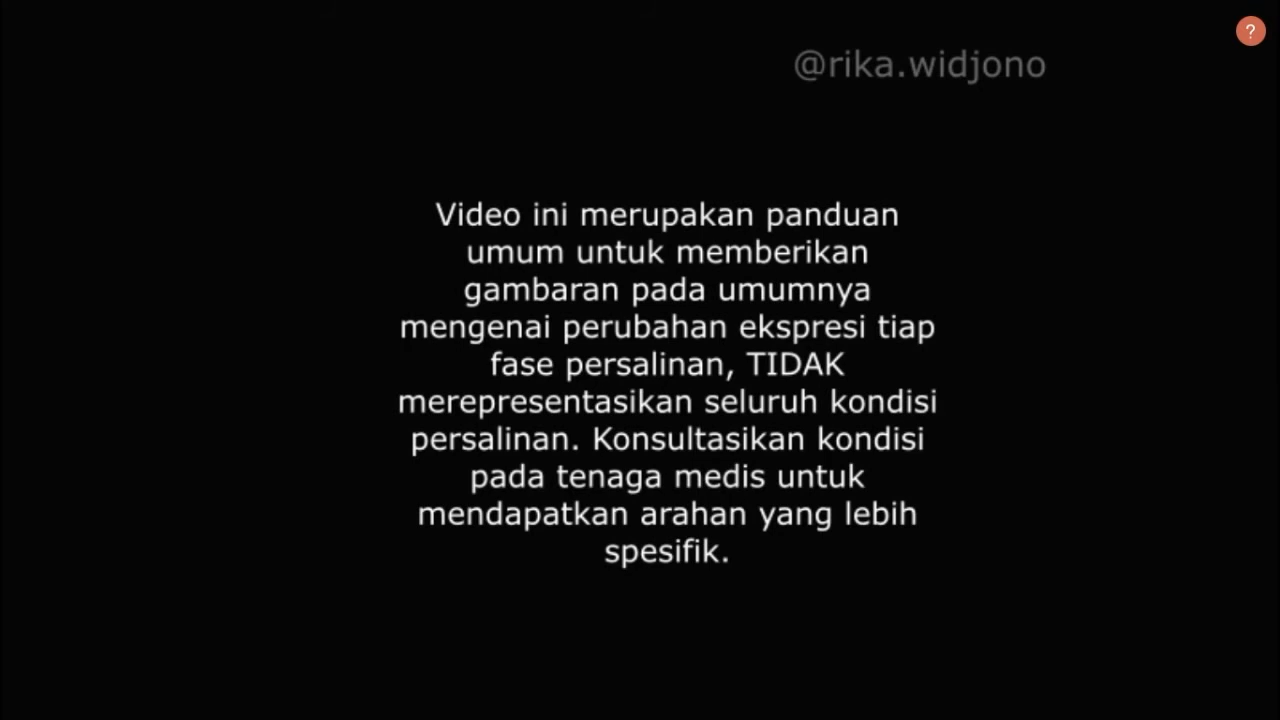 ?
@rika.widjono
Video ini merupakan panduan
umum untuk memberikan
gambaran pada umumnya
mengenai perubahan ekspresi tiap
fase persalinan, TIDAK
merepresentasikan seluruh kondisi
persalinan. Konsultasikan kondisi
pada tenaga medis untuk
mendapatkan arahan yang lebih
spesifik.